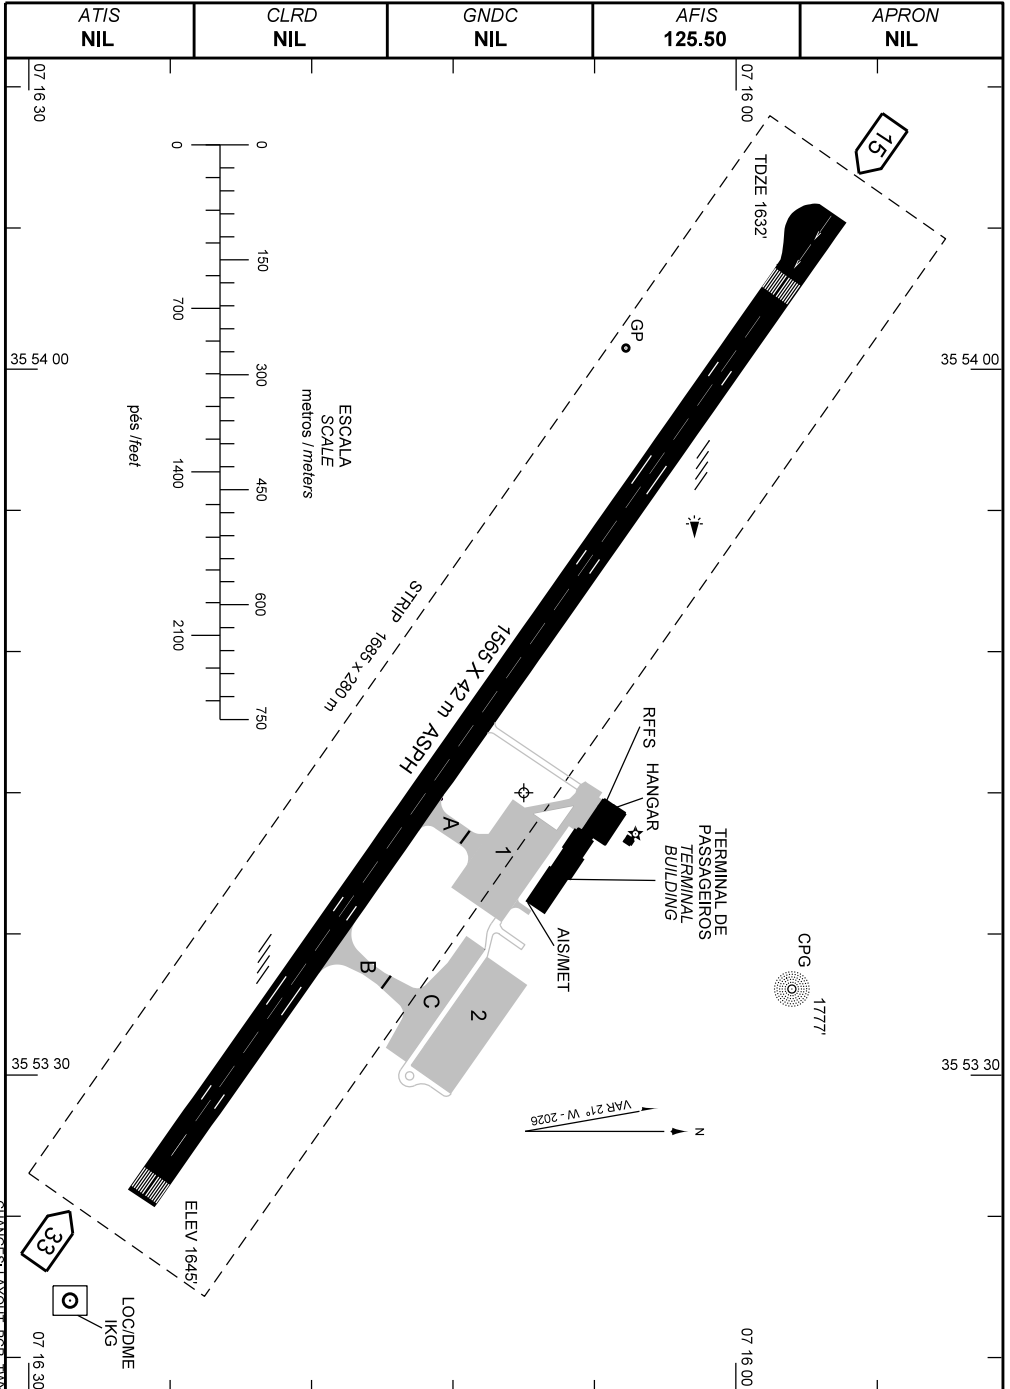 ATIS
NIL
CLRD
NIL
GNDC
NIL
AFIS
125.50
APRON
NIL
07 16 30
07 16 00
15
TDZE 1632'
GP
35 54 00
35 54 00
0
150
300
450
600
750
0
700
1400
2100
ESCALA
SCALE
metros / meters
pés /feet
STRIP 1685 x 280 m
1565 X 42 m ASPH
RFFS
HANGAR
TERMINAL DE
PASSAGEIROS
TERMINAL
BUILDING
AIS/MET
A
1
B
C
2
CPG
1777'
35 53 30
35 53 30
VAR 21° W - 2026
N
ELEV 1645'
33
LOC/DME
IKG
07 16 30
07 16 00